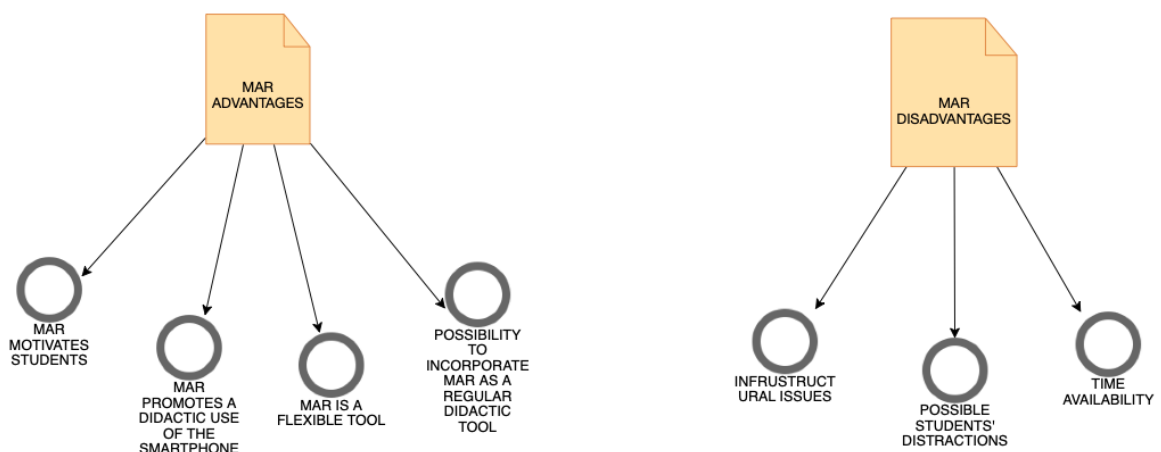 MAR
ADVANTAGES
MAR
MOTIVATES
STUDENTS
MAR
PROMOTES A
DIDACTIC USE
OF THE
SMARTPHONE
MAR IS A
FLEXIBLE TOOL
POSSIBILITY
TO
INCORPORATE
MAR AS A
REGULAR
DIDACTIC
TOOL
MAR
DISADVANTAGES
INFRUSTRUCT
URAL ISSUES
POSSIBLE
STUDENTS'
DISTRACTIONS
TIME
AVAILABILITY